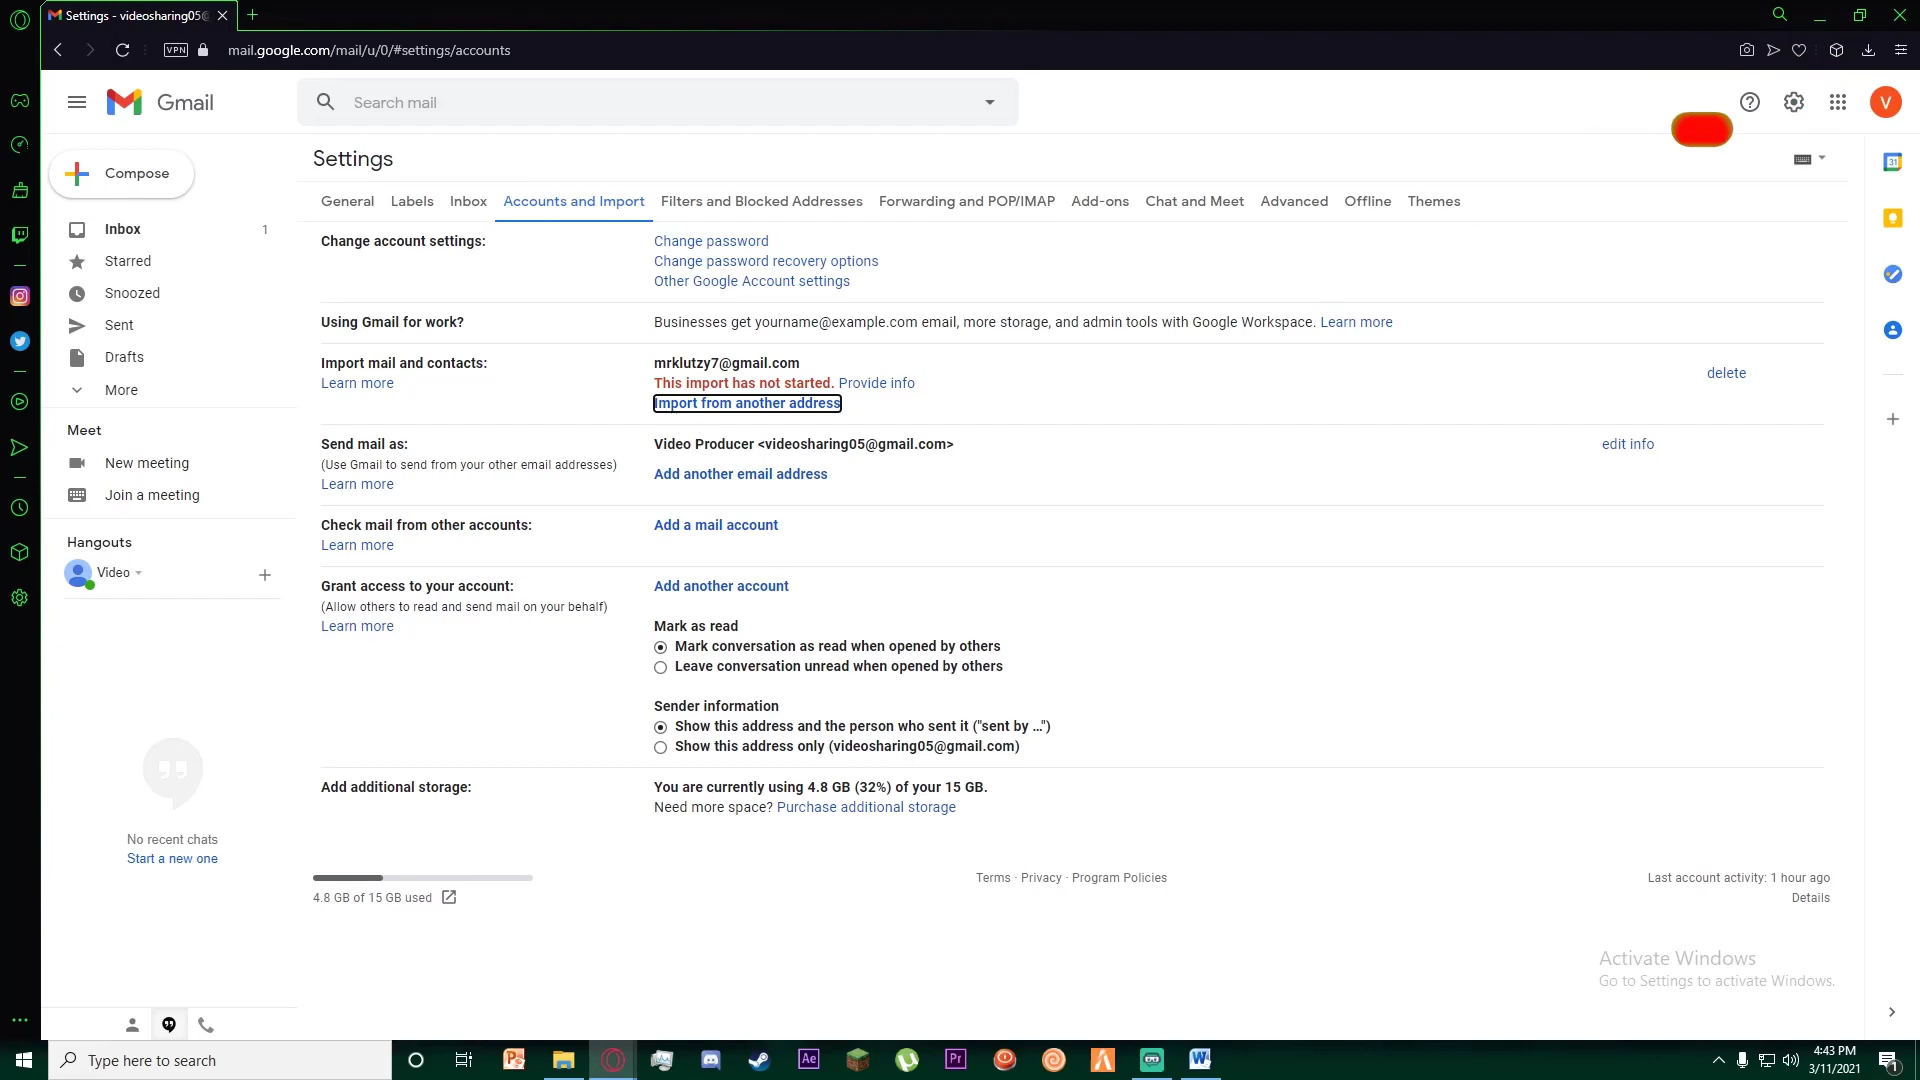 Settings - videosharing05@
VPN
mail.google.com/mail/u/0/#settings/accounts
Gmail
Search mail
V
Compose
Inbox 1
Starred
Snoozed
Sent
Drafts
More
Meet
New meeting
Join a meeting
Hangouts
Video
No recent chats
Start a new one
Settings
General Labels Inbox Accounts and Import Filters and Blocked Addresses Forwarding and POP/IMAP Add-ons Chat and Meet Advanced Offline Themes
Change account settings: Change password
Change password recovery options
Other Google Account settings
Using Gmail for work? Businesses get yourname@example.com email, more storage, and admin tools with Google Workspace. Learn more
Import mail and contacts: mrklutzy7@gmail.com
Learn more This import has not started. Provide info delete
Import from another address
Send mail as: Video Producer <videosharing05@gmail.com> edit info
(Use Gmail to send from your other email addresses)
Learn more
Add another email address
Check mail from other accounts: Add a mail account
Learn more
Grant access to your account: Add another account
(Allow others to read and send mail on your behalf)
Learn more
Mark as read
Mark conversation as read when opened by others
Leave conversation unread when opened by others
Sender information
Show this address and the person who sent it ("sent by ...")
Show this address only (videosharing05@gmail.com)
Add additional storage: You are currently using 4.8 GB (32%) of your 15 GB.
Need more space? Purchase additional storage
4.8 GB of 15 GB used
Terms · Privacy · Program Policies
Last account activity: 1 hour ago
Details
31
Activate Windows
Go to Settings to activate Windows.
Type here to search
Ae
Pr
4:43 PM
3/11/2021
1